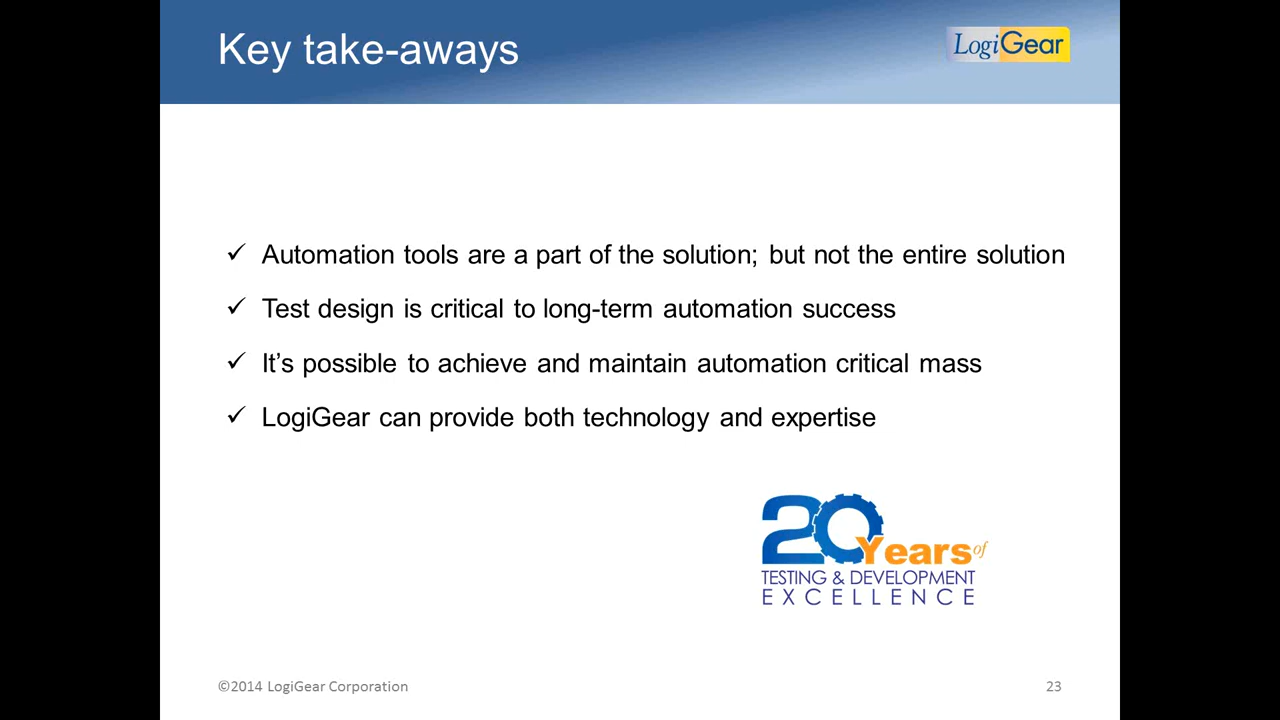 Key take-aways
LogiGear
✓ Automation tools are a part of the solution; but not the entire solution
✓ Test design is critical to long-term automation success
✓ It’s possible to achieve and maintain automation critical mass
✓ LogiGear can provide both technology and expertise
20 Years of
TESTING & DEVELOPMENT
EXCELLENCE
©2014 LogiGear Corporation
23